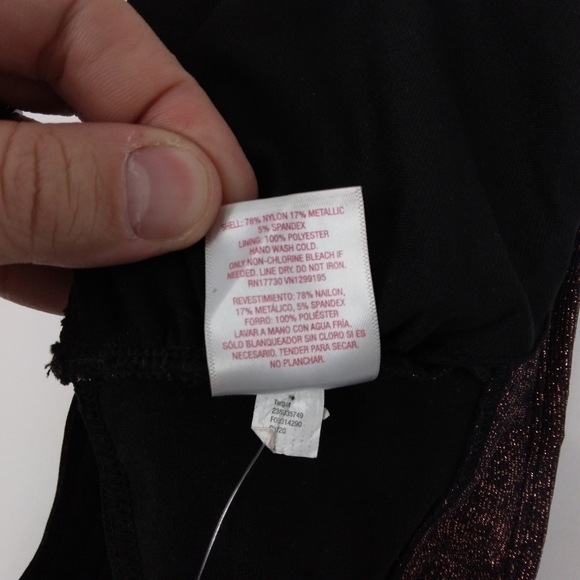 SHELL: 78% NYLON 17% METALLIC
5% SPANDEX
LINING: 100% POLYESTER
HAND WASH COLD.
ONLY NON-CHLORINE BLEACH IF
NEEDED. LINE DRY. DO NOT IRON.
RN17730 VN1299195
REVESTIMIENTO: 78% NAILON,
17% METÁLICO, 5% SPANDEX
FORRO: 100% POLIÉSTER
LAVAR A MANO CON AGUA FRÍA.
SÓLO BLANQUEADOR SIN CLORO SI ES
NECESARIO. TENDER PARA SECAR.
NO PLANCHAR.
Target